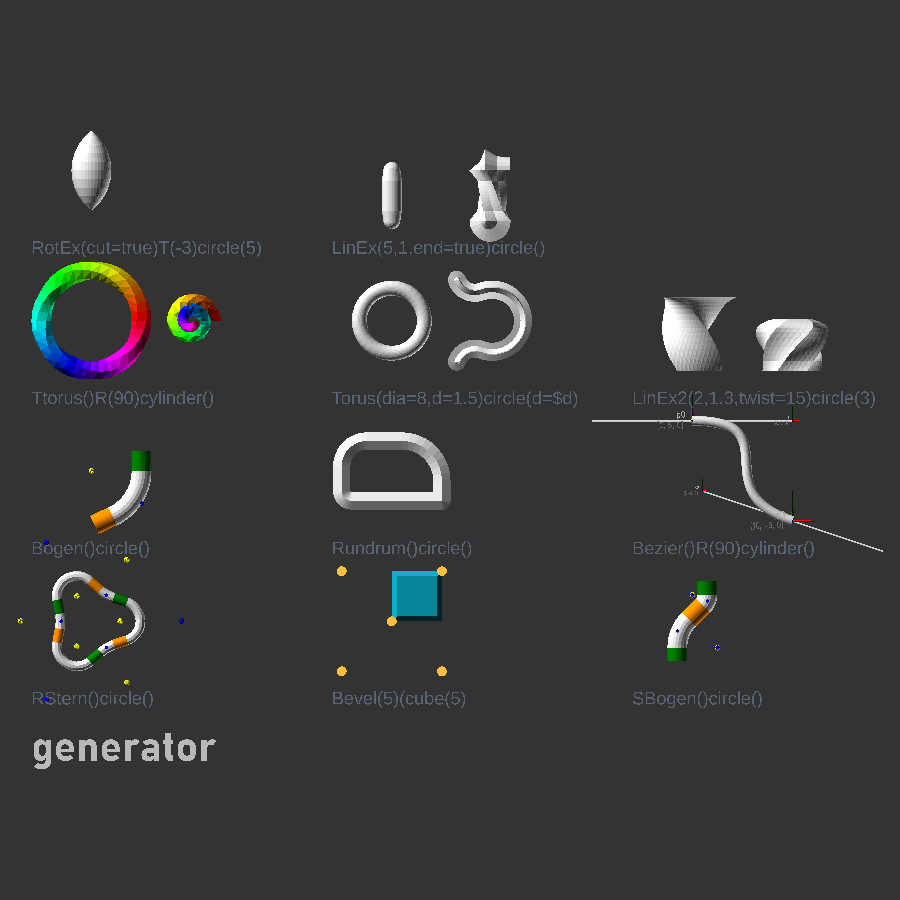 RotEx(cut=true)T(-3)circle(5)
LinEx(5,1,end=true)circle()
Ttorus()R(90)cylinder()
Torus(dia=8,d=1.5)circle(d=$d)
LinEx2(2,1.3,twist=15)circle(3)
p0
Bogen()circle()
Rundrum()circle()
Bezier()R(90)cylinder()
RStern()circle()
Bevel(5)(cube(5)
SBogen()circle()
generator